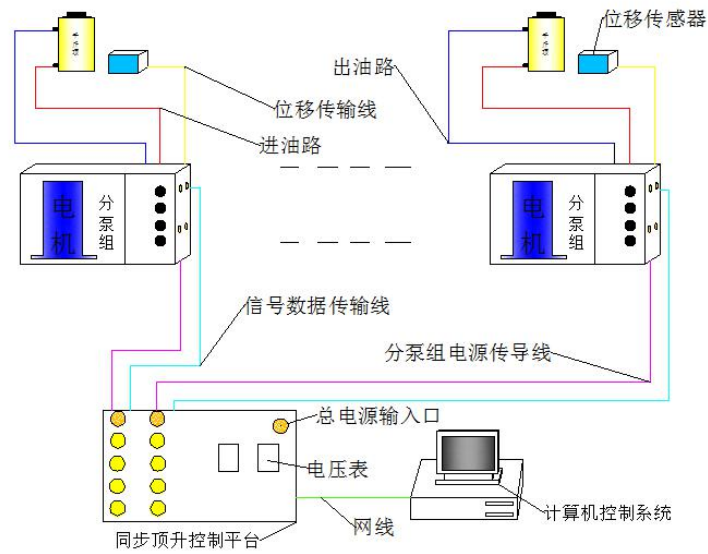 位移传感器
出油路
位移传输线
进油路
电机
分泵组
电机
分泵组
信号数据传输线
分泵组电源传导线
总电源输入口
电压表
计算机控制系统
网线
同步顶升控制平台